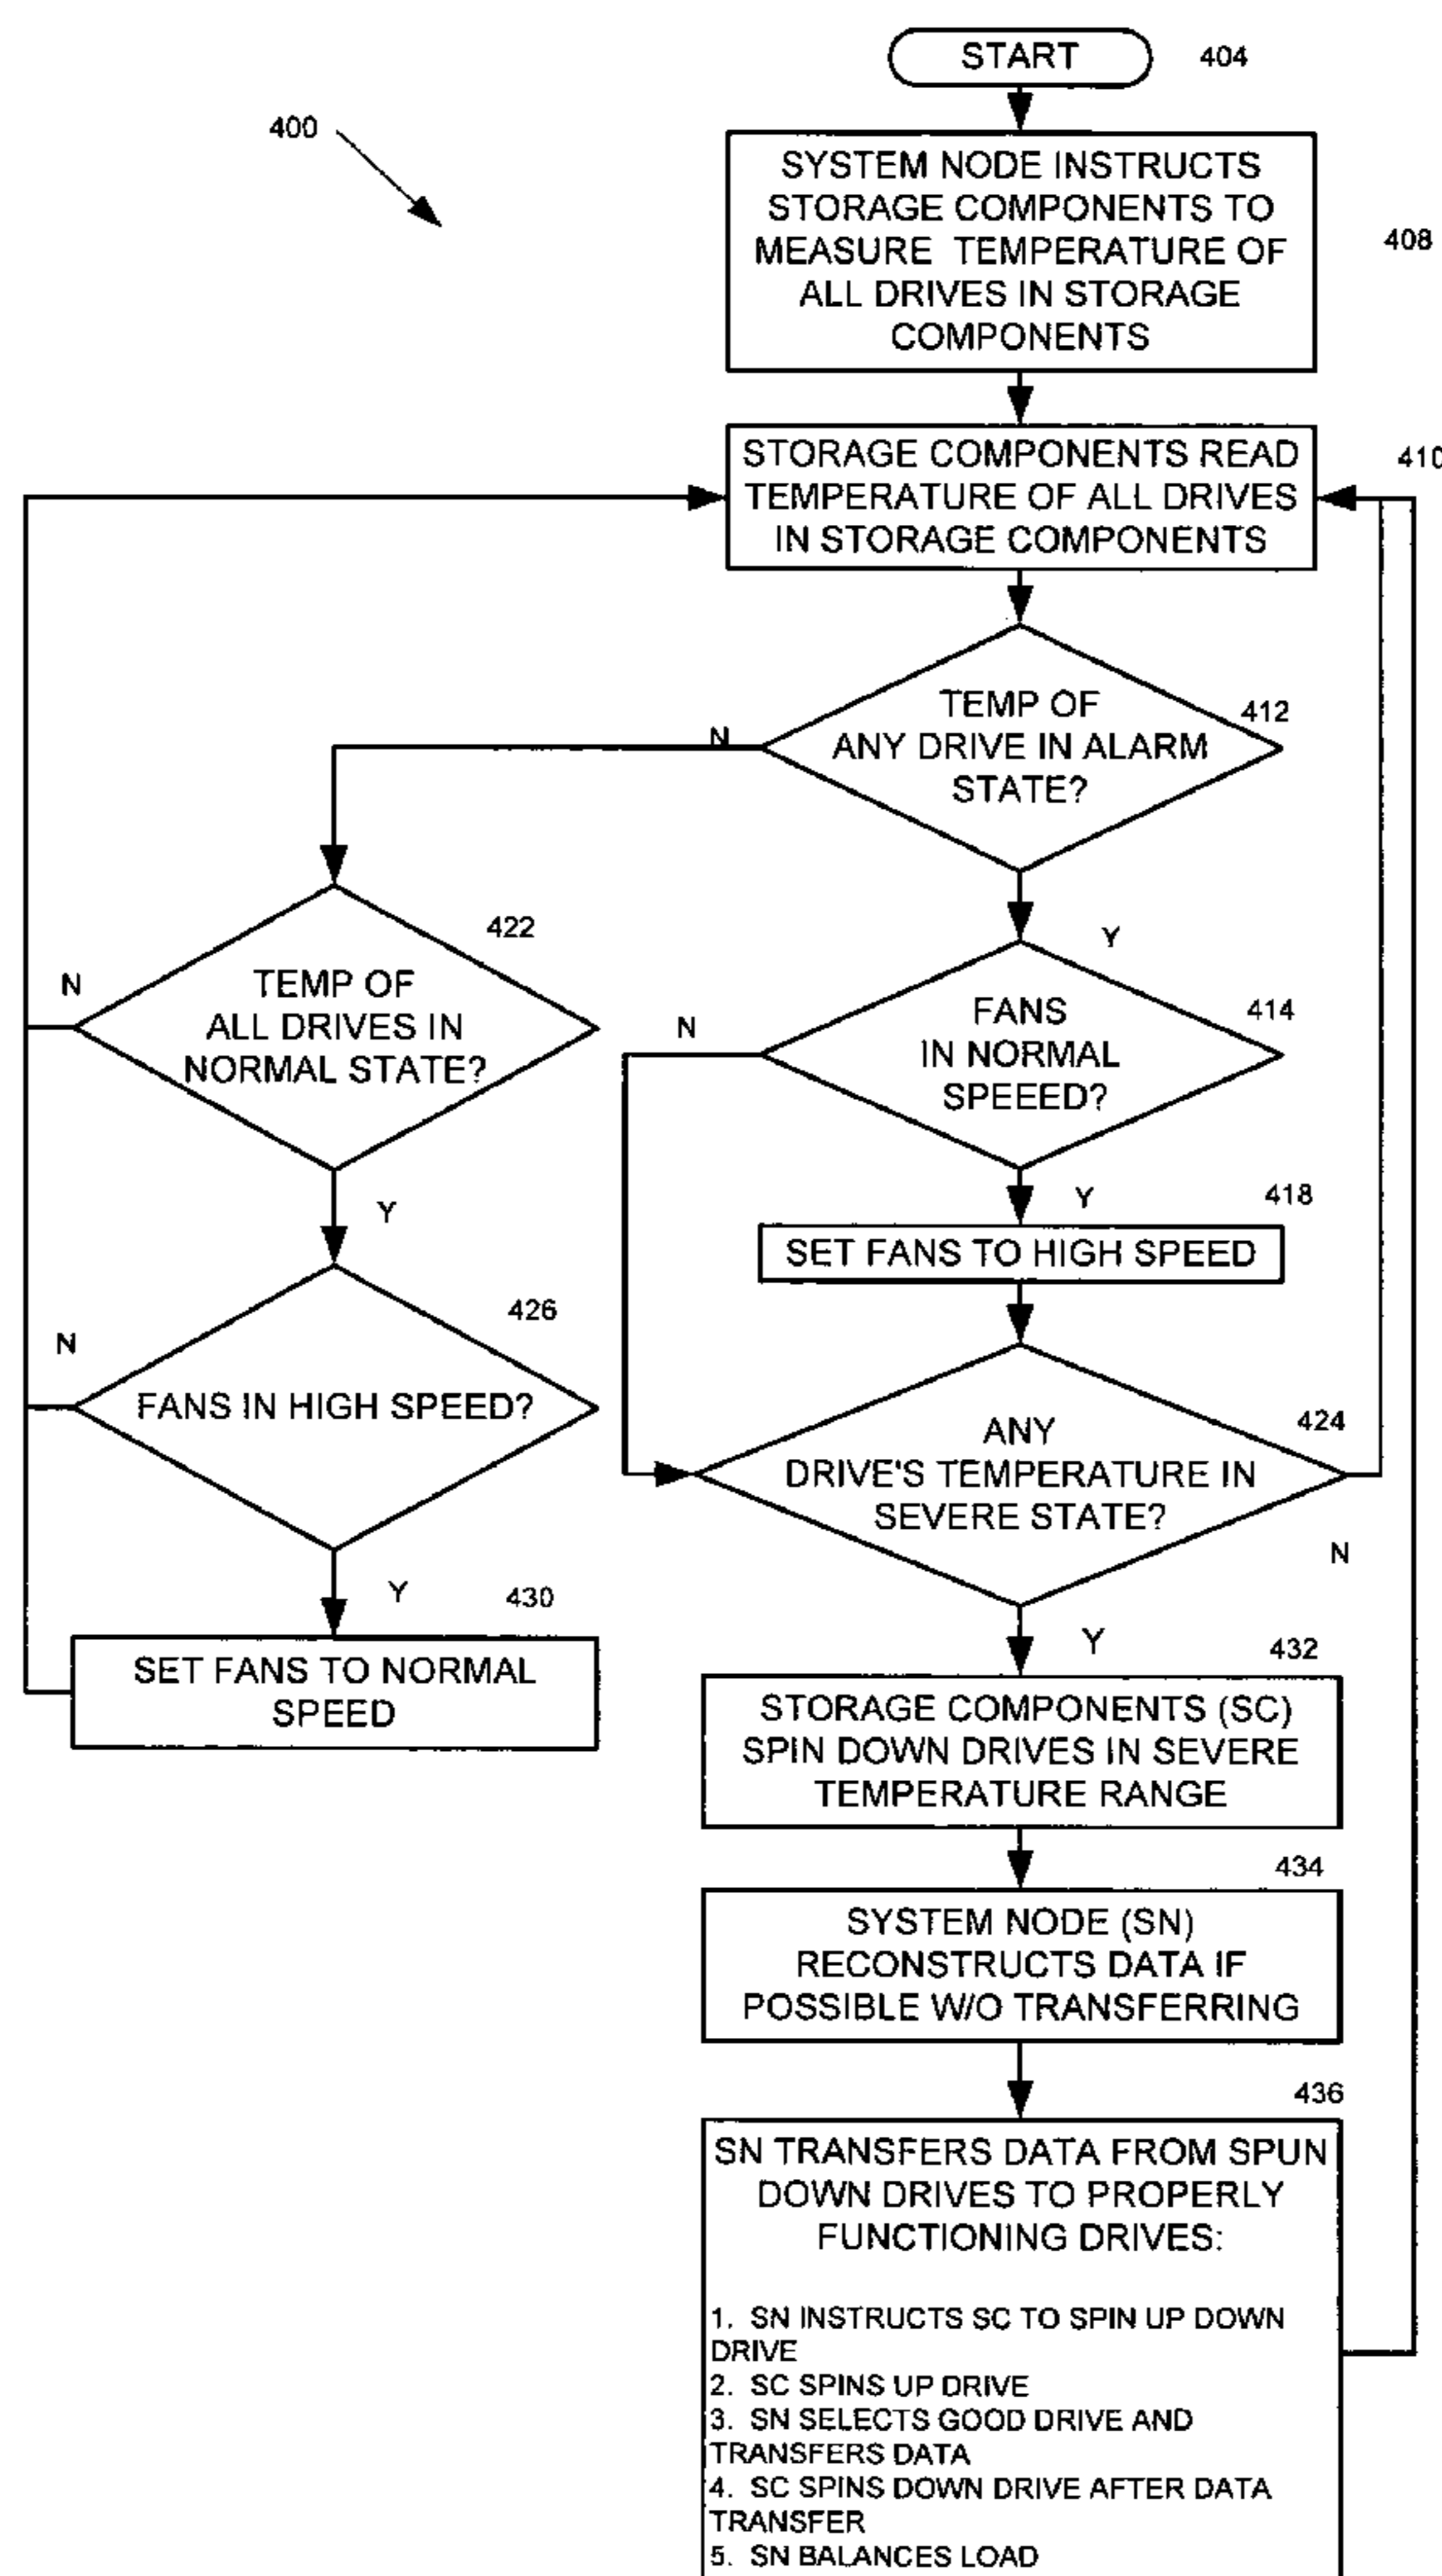 START
404
400
SYSTEM NODE INSTRUCTS
STORAGE COMPONENTS TO
MEASURE TEMPERATURE OF
ALL DRIVES IN STORAGE
COMPONENTS
408
STORAGE COMPONENTS READ
TEMPERATURE OF ALL DRIVES
IN STORAGE COMPONENTS
410
TEMP OF
ANY DRIVE IN ALARM
STATE?
412
N
Y
TEMP OF
ALL DRIVES IN
NORMAL STATE?
422
N
Y
FANS
IN NORMAL
SPEEED?
414
N
Y
SET FANS TO HIGH SPEED
418
FANS IN HIGH SPEED?
426
N
Y
ANY
DRIVE'S TEMPERATURE IN
SEVERE STATE?
424
N
Y
SET FANS TO NORMAL
SPEED
430
STORAGE COMPONENTS (SC)
SPIN DOWN DRIVES IN SEVERE
TEMPERATURE RANGE
432
SYSTEM NODE (SN)
RECONSTRUCTS DATA IF
POSSIBLE W/O TRANSFERRING
434
SN TRANSFERS DATA FROM SPUN
DOWN DRIVES TO PROPERLY
FUNCTIONING DRIVES:
436
1. SN INSTRUCTS SC TO SPIN UP DOWN
DRIVE
2. SC SPINS UP DRIVE
3. SN SELECTS GOOD DRIVE AND
TRANSFERS DATA
4. SC SPINS DOWN DRIVE AFTER DATA
TRANSFER
5. SN BALANCES LOAD